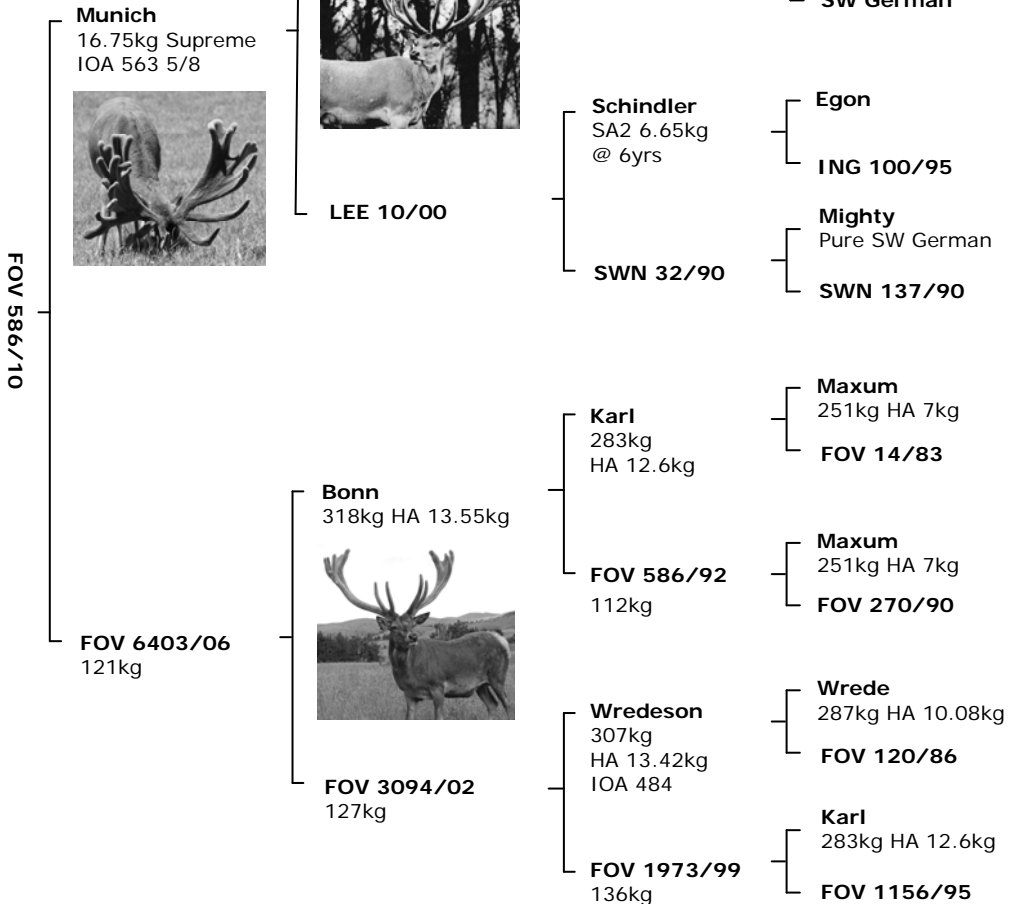 SW German
Munich
16.75kg Supreme
IOA 563 5/8
Schindler
SA2 6.65kg
@ 6yrs
Egon
ING 100/95
LEE 10/00
Mighty
Pure SW German
SWN 32/90
SWN 137/90
FOV 586/10
Karl
283kg
HA 12.6kg
Maxum
251kg HA 7kg
FOV 14/83
Bonn
318kg HA 13.55kg
FOV 586/92
112kg
Maxum
251kg HA 7kg
FOV 270/90
FOV 6403/06
121kg
Wredeson
307kg
HA 13.42kg
IOA 484
Wrede
287kg HA 10.08kg
FOV 120/86
FOV 3094/02
127kg
FOV 1973/99
136kg
Karl
283kg HA 12.6kg
FOV 1156/95